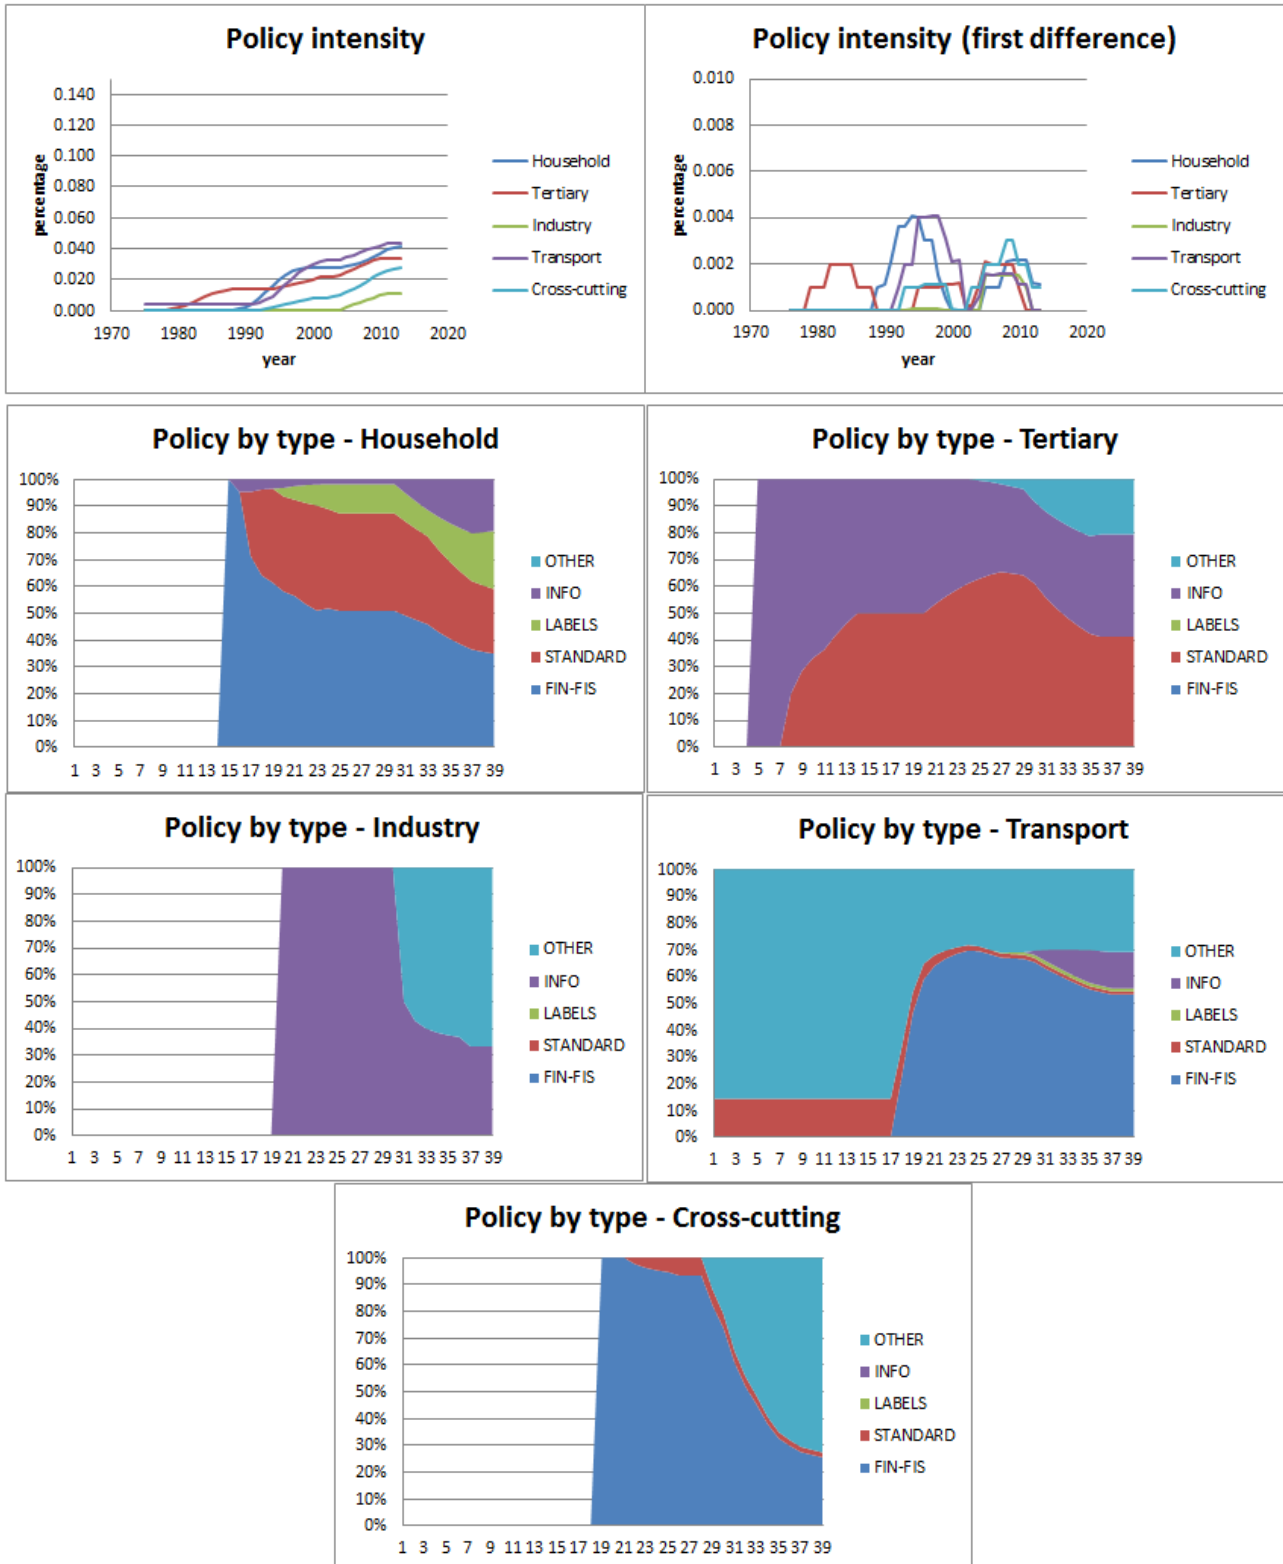 Policy intensity
0.140
0.120
0.100
0.080
0.060
0.040
0.020
0.000
percentage
1970 1980 1990 2000 2010 2020
year
Household
Tertiary
Industry
Transport
Cross-cutting
Policy intensity (first difference)
0.010
0.008
0.006
0.004
0.002
0.000
percentage
1970 1980 1990 2000 2010 2020
year
Household
Tertiary
Industry
Transport
Cross-cutting
Policy by type - Household
100%
90%
80%
70%
60%
50%
40%
30%
20%
10%
0%
1 3 5 7 9 11 13 15 17 19 21 23 25 27 29 31 33 35 37 39
OTHER
INFO
LABELS
STANDARD
FIN-FIS
Policy by type - Tertiary
100%
90%
80%
70%
60%
50%
40%
30%
20%
10%
0%
1 3 5 7 9 11 13 15 17 19 21 23 25 27 29 31 33 35 37 39
OTHER
INFO
LABELS
STANDARD
FIN-FIS
Policy by type - Industry
100%
90%
80%
70%
60%
50%
40%
30%
20%
10%
0%
1 3 5 7 9 11 13 15 17 19 21 23 25 27 29 31 33 35 37 39
OTHER
INFO
LABELS
STANDARD
FIN-FIS
Policy by type - Transport
100%
90%
80%
70%
60%
50%
40%
30%
20%
10%
0%
1 3 5 7 9 11 13 15 17 19 21 23 25 27 29 31 33 35 37 39
OTHER
INFO
LABELS
STANDARD
FIN-FIS
Policy by type - Cross-cutting
100%
90%
80%
70%
60%
50%
40%
30%
20%
10%
0%
1 3 5 7 9 11 13 15 17 19 21 23 25 27 29 31 33 35 37 39
OTHER
INFO
LABELS
STANDARD
FIN-FIS